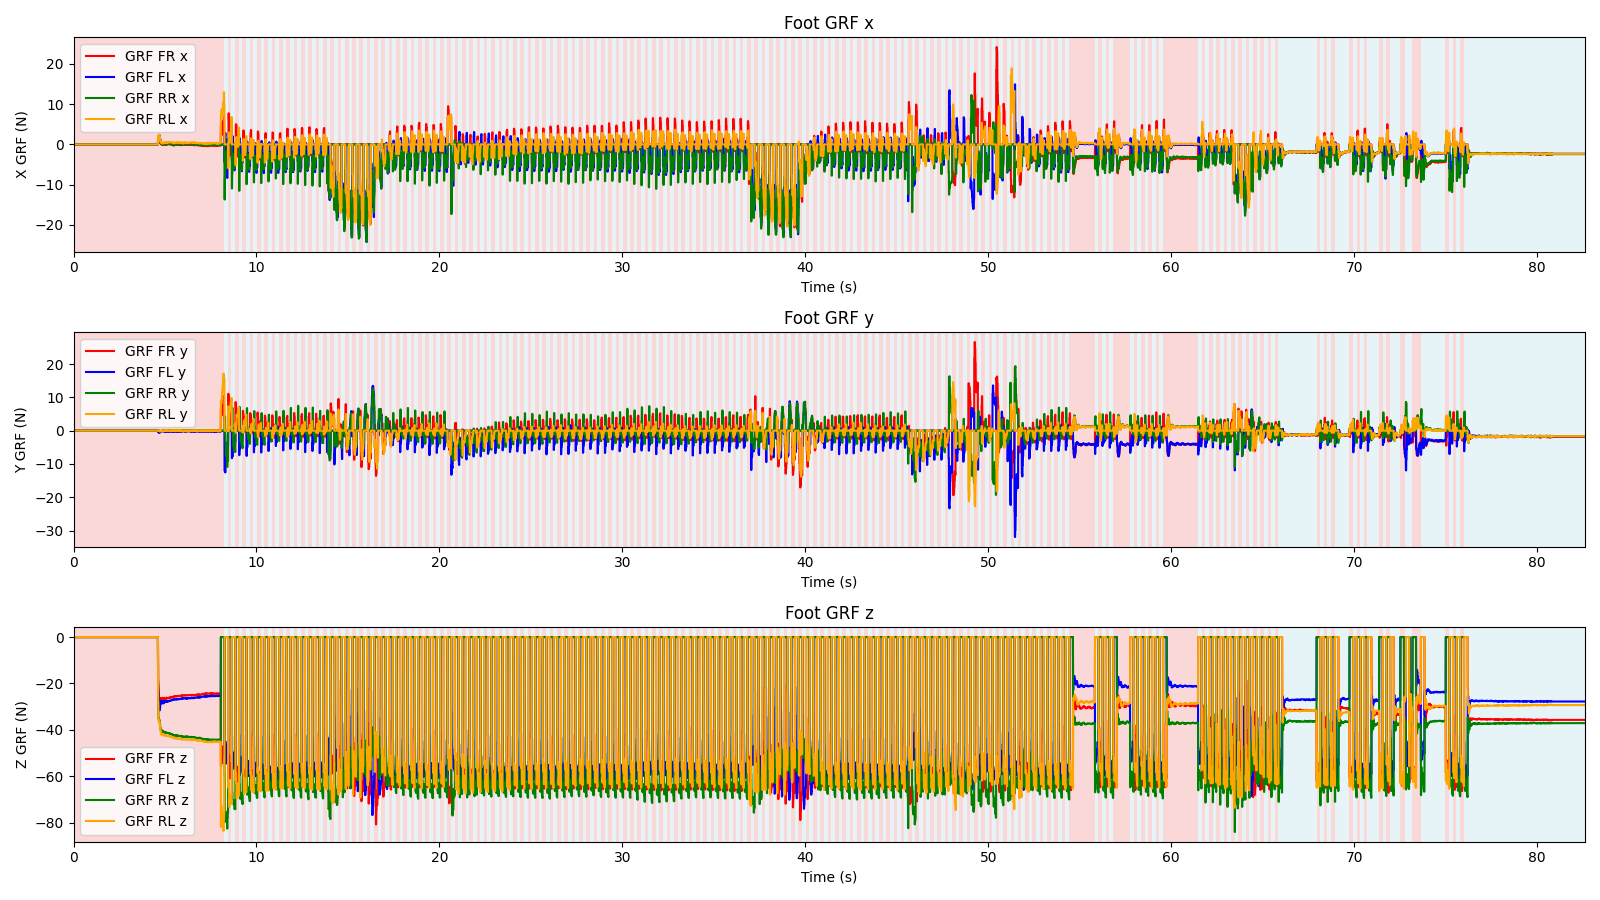 Foot GRF x
20
10
0
−10
−20
X GRF (N)
GRF FR x
GRF FL x
GRF RR x
GRF RL x
0 10 20 30 40 50 60 70 80
Time (s)
Foot GRF y
20
10
0
−10
−20
−30
Y GRF (N)
GRF FR y
GRF FL y
GRF RR y
GRF RL y
0 10 20 30 40 50 60 70 80
Time (s)
Foot GRF z
0
−20
−40
−60
−80
Z GRF (N)
GRF FR z
GRF FL z
GRF RR z
GRF RL z
0 10 20 30 40 50 60 70 80
Time (s)